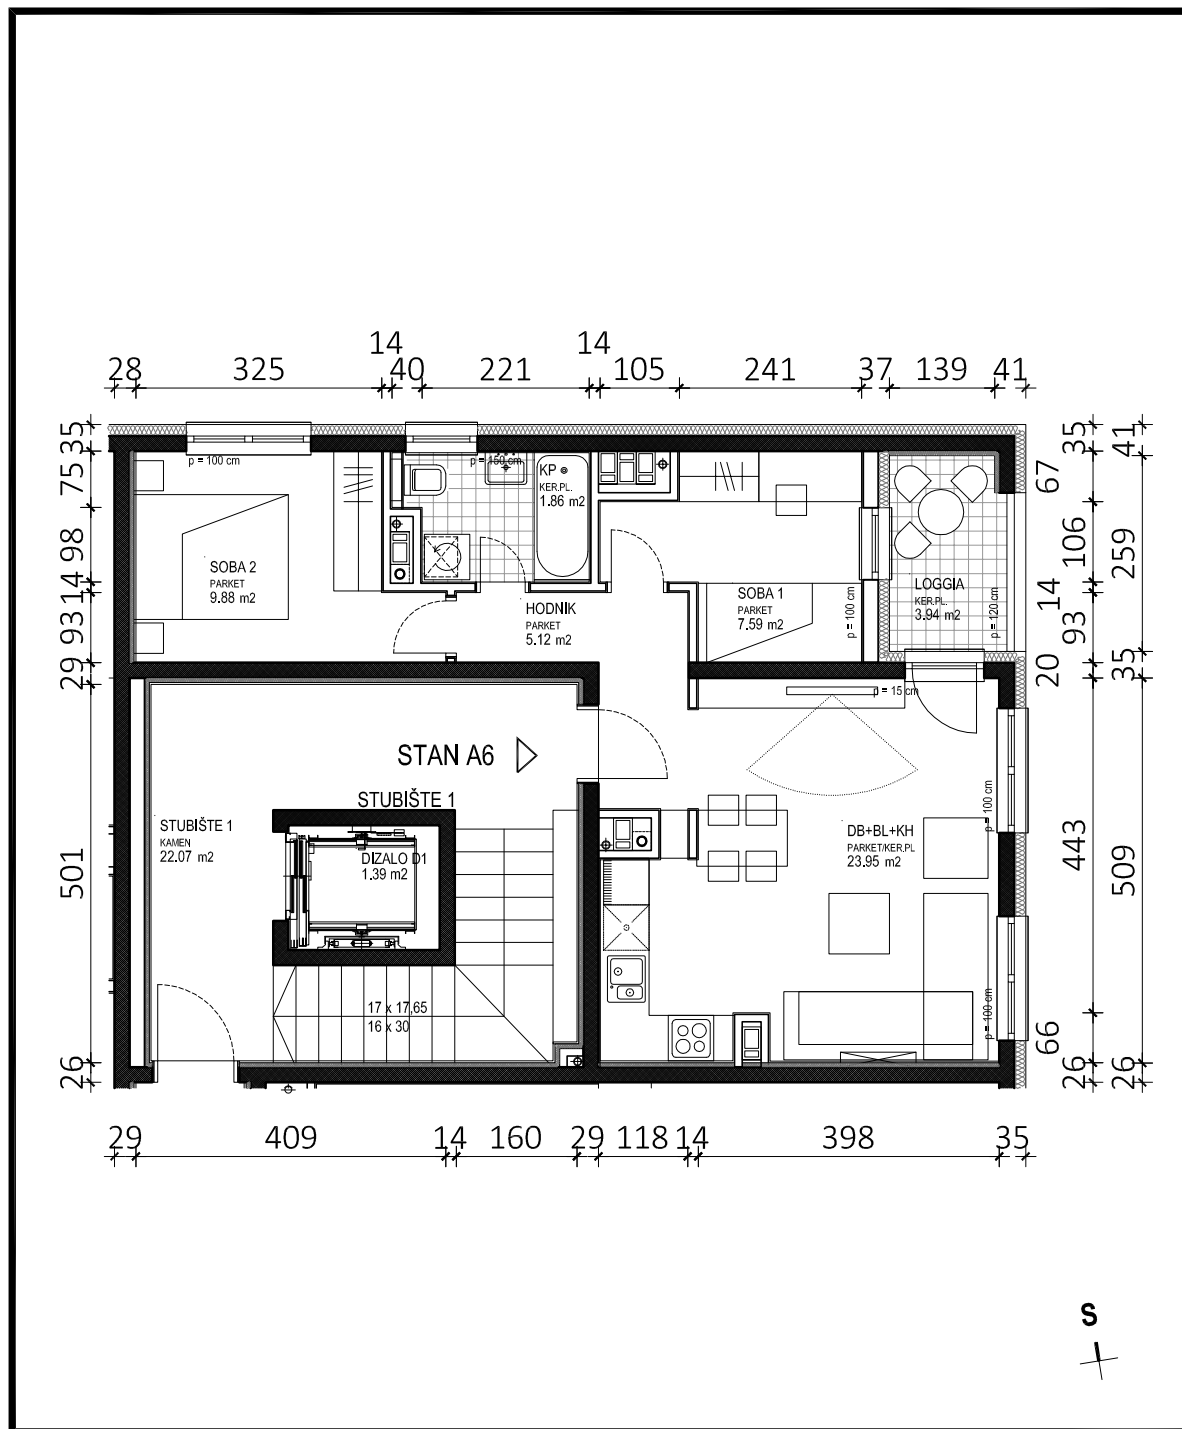 14
14
28
325
40
221
105
241
37
139
41
35
75
98
14
93
29
501
26
35
67
106
14
93
20
443
66
26
41
259
35
509
26
p = 100 cm
p = 150 cm
KP
KER.PL.
1.86 m2
SOBA 2
PARKET
9.88 m2
HODNIK
PARKET
5.12 m2
SOBA 1
PARKET
7.59 m2
p = 100 cm
LOGGIA
KER.PL.
3.94 m2
p = 120 cm
p = 15 cm
STAN A6
STUBIŠTE 1
STUBIŠTE 1
KAMEN
22.07 m2
DIZALO D1
1.39 m2
DB+BL+KH
PARKET/KER.PL
23.95 m2
p = 100 cm
p = 100 cm
17 x 17,65
16 x 30
29
409
14
160
29
118
14
398
35
S